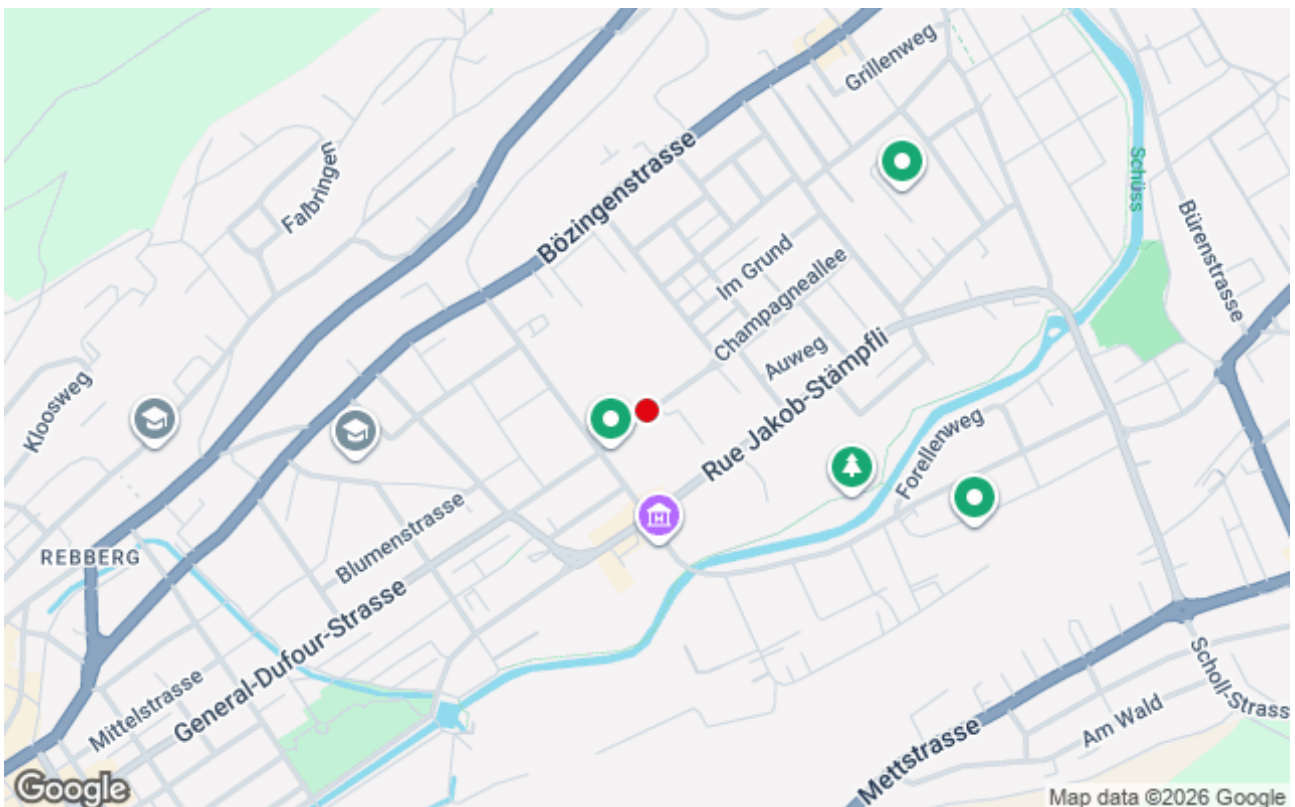 Grillenweg
Bözingenstrasse
Falbringen
Schüss
Bürenstrasse
Im Grund
Champagneallee
Auweg
Rue Jakob-Stämpfli
Kloosweg
Forellenweg
Blumenstrasse
REBBERG
General-Dufour-Strasse
Mittelstrasse
Scholl-Strass
Am Wald
Mettstrasse
Google
Map data ©2026 Google